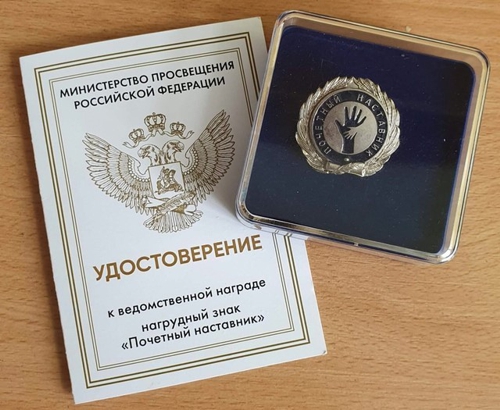 МИНИСТЕРСТВО ПРОСВЕЩЕНИЯ
РОССИЙСКОЙ ФЕДЕРАЦИИ
УДОСТОВЕРЕНИЕ
к ведомственной награде
нагрудный знак
«Почетный наставник»
ПОЧЕТНЫЙ НАСТАВНИК